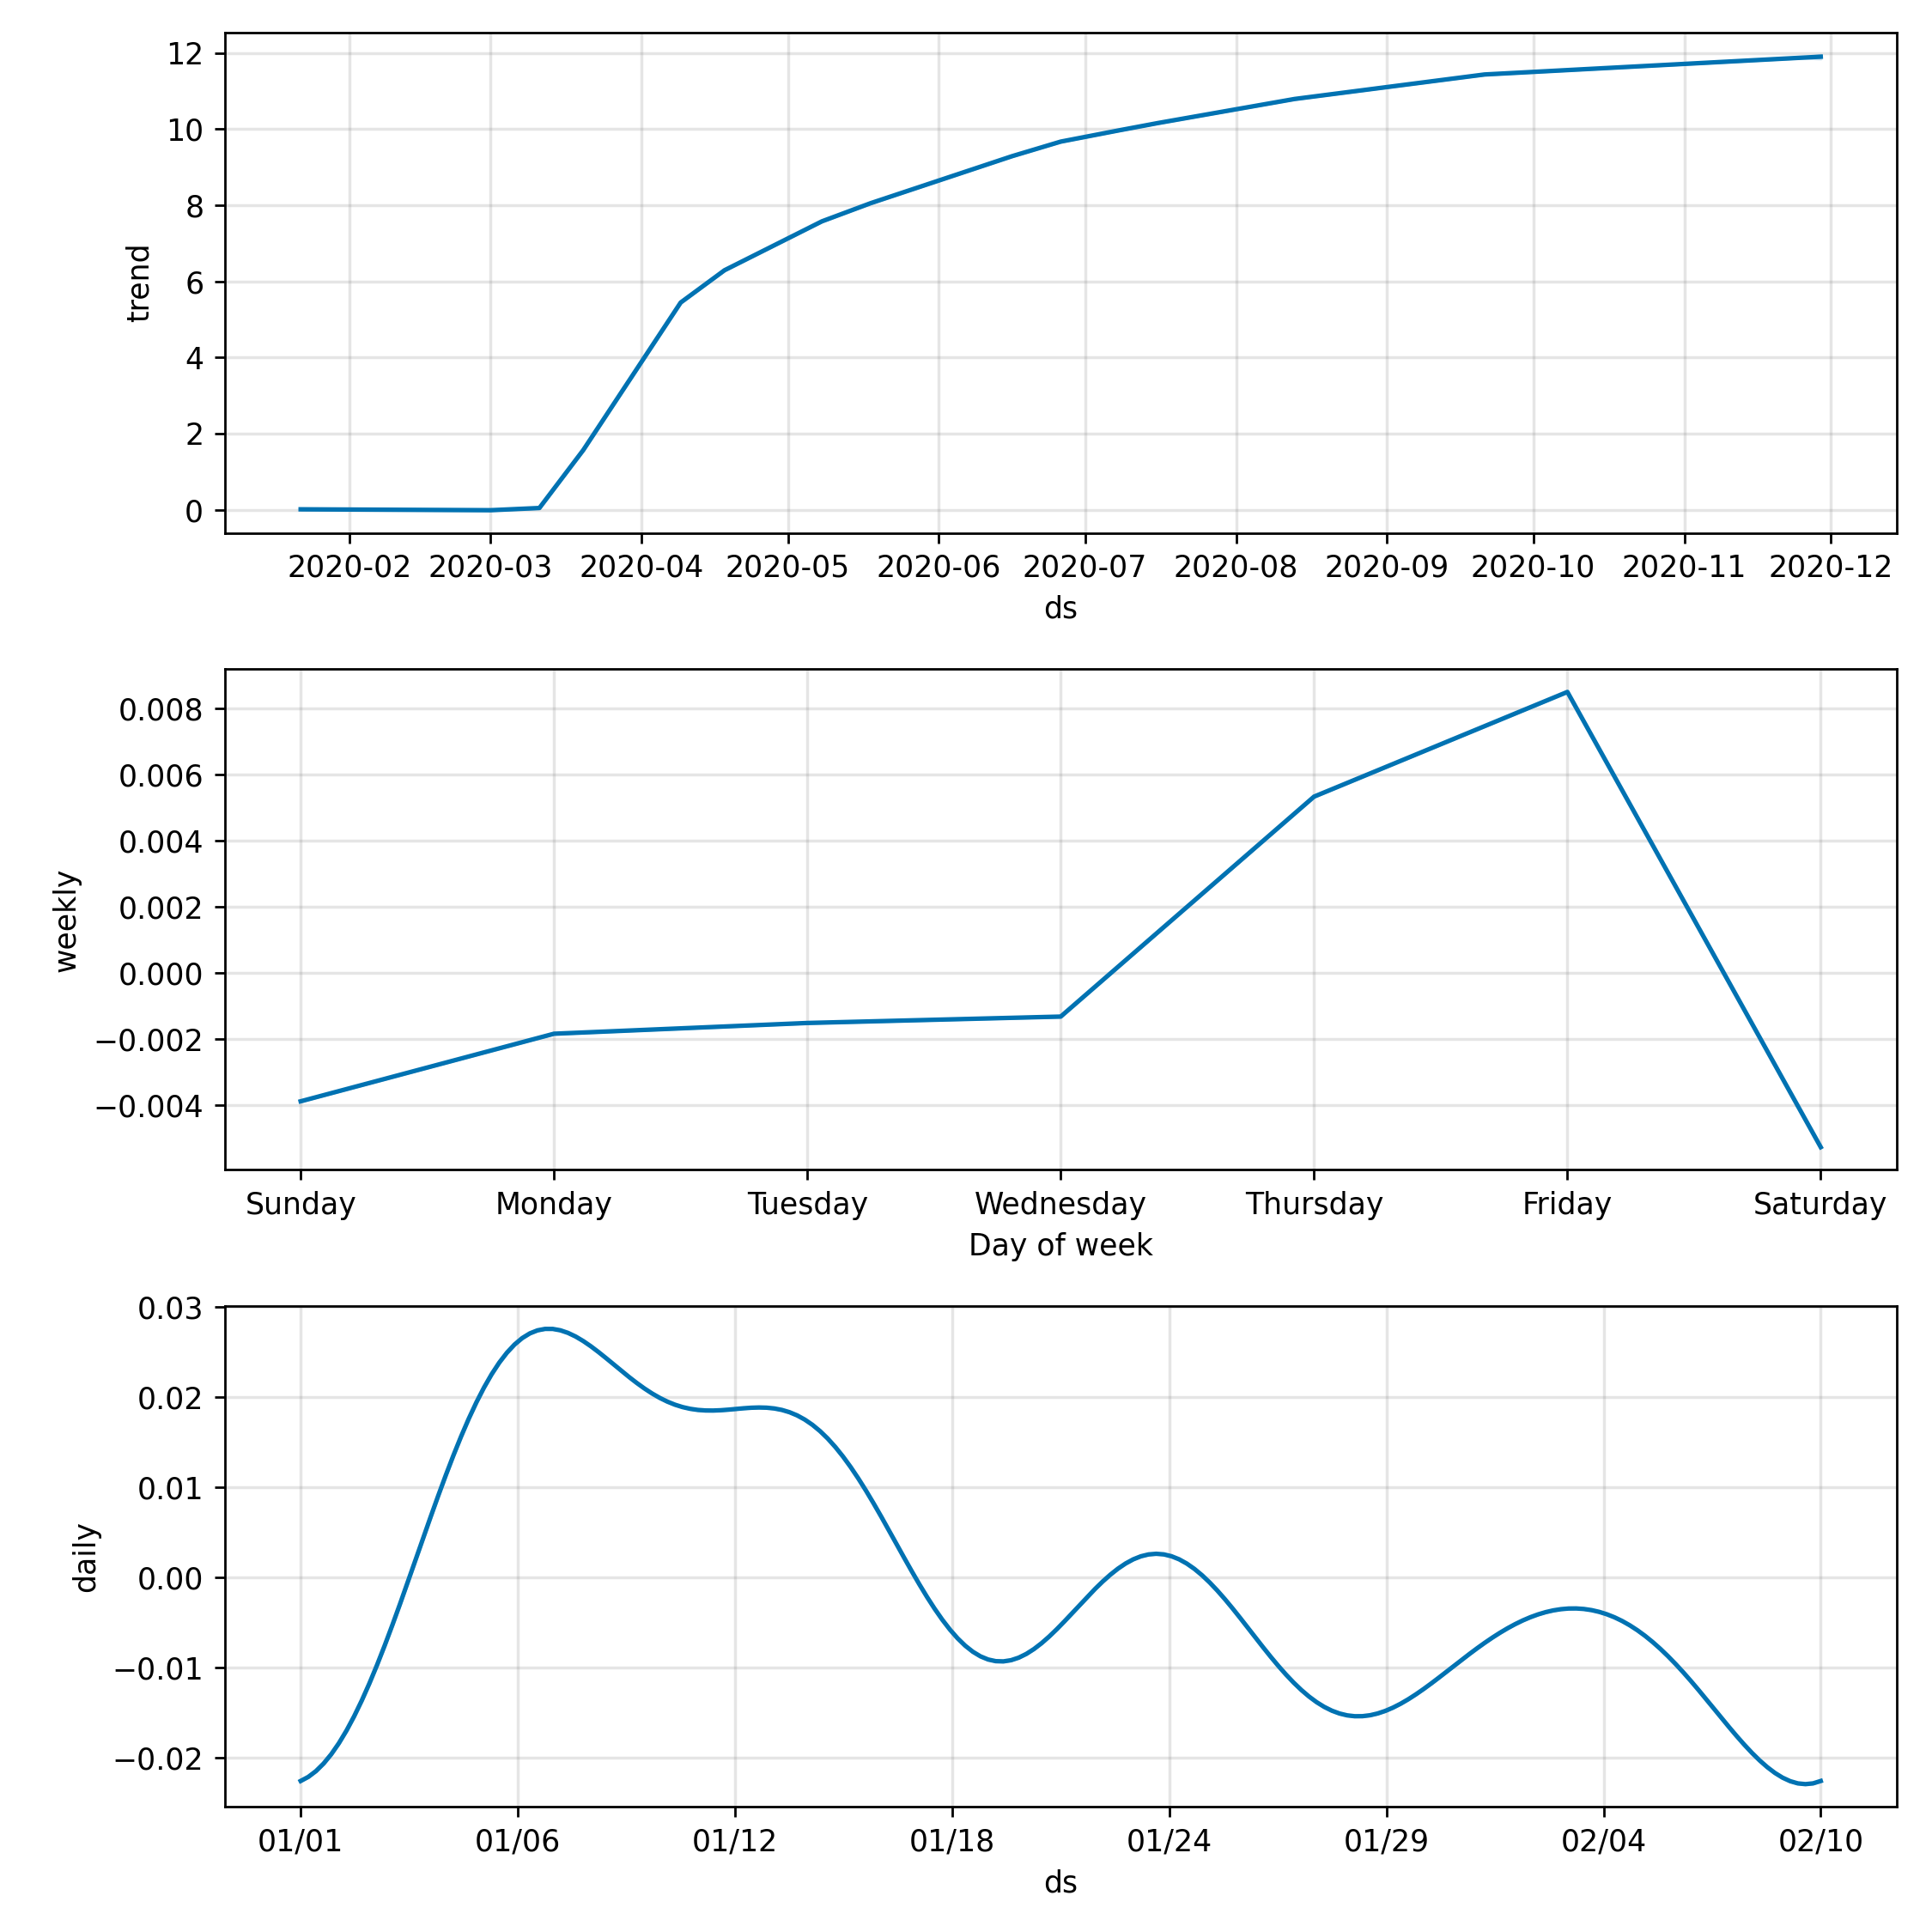 12
10
8
6
4
2
0
trend
2020-02 2020-03 2020-04 2020-05 2020-06 2020-07 2020-08 2020-09 2020-10 2020-11 2020-12
ds
0.008
0.006
0.004
0.002
0.000
−0.002
−0.004
weekly
Sunday Monday Tuesday Wednesday Thursday Friday Saturday
Day of week
0.03
0.02
0.01
0.00
−0.01
−0.02
daily
01/01 01/06 01/12 01/18 01/24 01/29 02/04 02/10
ds